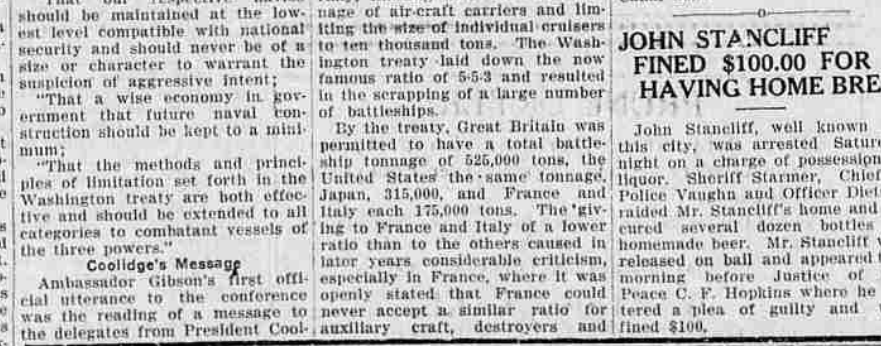 should be maintained at the low-
est level compatible with national
security and should never be of a
size or character to warrant the
suspicion of aggressive intent;
"That a wise economy in gov-
ernment that future naval con-
struction should be kept to a mini-
mum;
"That the methods and princi-
ples of limitation set forth in the
Washington treaty are both effec-
tive and should be extended to all
categories to combatant vessels of
the three powers."
Coolidge's Message
Ambassador Gibson's first offi-
cial utterance to the conference
was the reading of a message to
the delegates from President Cool-
nage of air-craft carriers and lim-
iting the size of individual cruisers
to ten thousand tons. The Wash-
ington treaty laid down the now
famous ratio of 5-5-3 and resulted
in the scrapping of a large number
of battleships.
By the treaty, Great Britain was
permitted to have a total battle-
ship tonnage of 525,000 tons, the
United States the same tonnage,
Japan, 315,000, and France and
Italy each 175,000 tons. The giv-
ing to France and Italy of a lower
ratio than to the others caused in
later years considerable criticism,
especially in France, where it was
openly stated that France could
never accept a similar ratio for
auxiliary craft, destroyers and
JOHN STANCLIFF
FINED $100.00 FOR
HAVING HOME BRE
John Stancliff, well known
this city, was arrested Satur
night on a charge of possession
liquor. Sheriff Starmer, Chief
Police Vaughn and Officer Diet
raided Mr. Stancliff's home and
cured several dozen bottles
homemade beer. Mr. Stancliff
released on bail and appeared
morning before Justice of
Peace C. F. Hopkins where he
tered a plea of guilty and
fined $100.